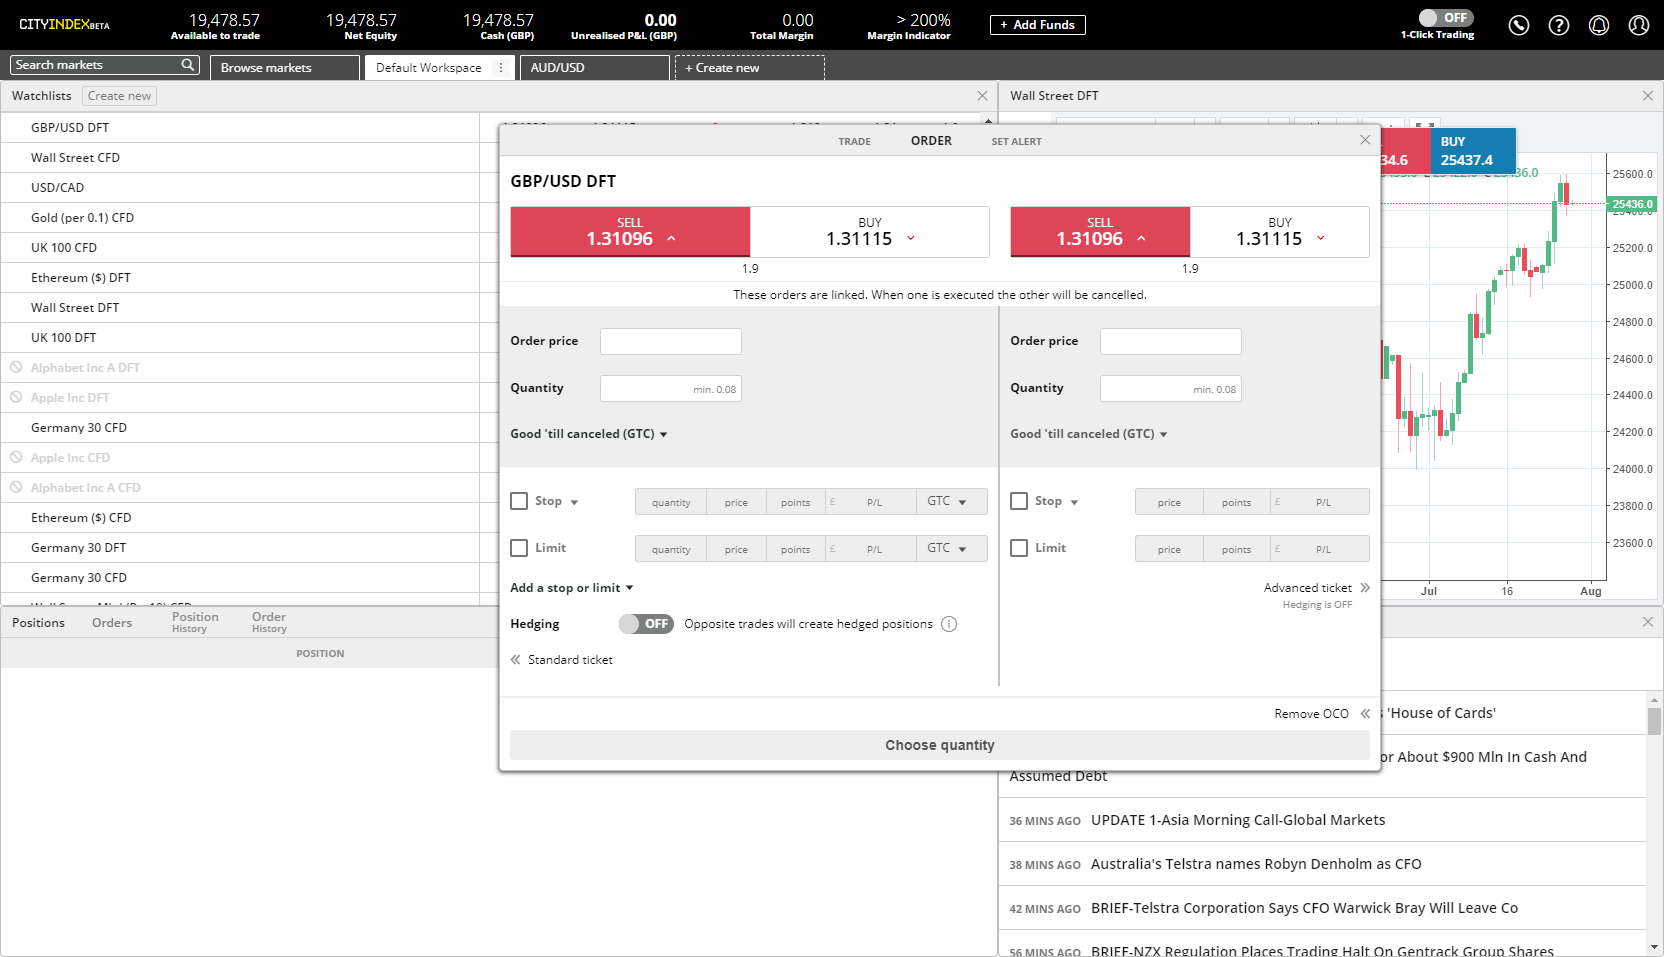 CITYINDEX BETA
19,478.57
Available to trade
19,478.57
Net Equity
19,478.57
Cash (GBP)
0.00
Unrealised P&L (GBP)
0.00
Total Margin
> 200%
Margin Indicator
+ Add Funds
OFF
1-Click Trading
Search markets
Browse markets
Default Workspace
AUD/USD
+ Create new
Watchlists
Create new
GBP/USD DFT
Wall Street CFD
USD/CAD
Gold (per 0.1) CFD
UK 100 CFD
Ethereum ($) DFT
Wall Street DFT
UK 100 DFT
Alphabet Inc A DFT
Apple Inc DFT
Germany 30 CFD
Apple Inc CFD
Alphabet Inc A CFD
Ethereum ($) CFD
Germany 30 DFT
Germany 30 CFD
TRADE
ORDER
SET ALERT
GBP/USD DFT
SELL
1.31096
BUY
1.31115
1.9
SELL
1.31096
BUY
1.31115
1.9
These orders are linked. When one is executed the other will be cancelled.
Order price
Quantity
min. 0.08
Good 'till canceled (GTC)
Order price
Quantity
min. 0.08
Good 'till canceled (GTC)
Stop
quantity
price
points
£
P/L
GTC
Limit
quantity
price
points
£
P/L
GTC
Add a stop or limit
Hedging
OFF
Opposite trades will create hedged positions
Standard ticket
Stop
price
points
£
P/L
Limit
price
points
£
P/L
Advanced ticket
Hedging is OFF
Remove OCO
Choose quantity
Wall Street DFT
34.6
BUY
25437.4
25600.0
25436.0
25200.0
25000.0
24800.0
24600.0
24400.0
24200.0
24000.0
23800.0
23600.0
Jul
16
Aug
Positions
Orders
Position
History
Order
History
POSITION
s 'House of Cards'
or About $900 Mln In Cash And
Assumed Debt
36 MINS AGO UPDATE 1-Asia Morning Call-Global Markets
38 MINS AGO Australia's Telstra names Robyn Denholm as CFO
42 MINS AGO BRIEF-Telstra Corporation Says CFO Warwick Bray Will Leave Co
56 MINS AGO BRIEF-NZX Regulation Places Trading Halt On Gentrack Group Shares